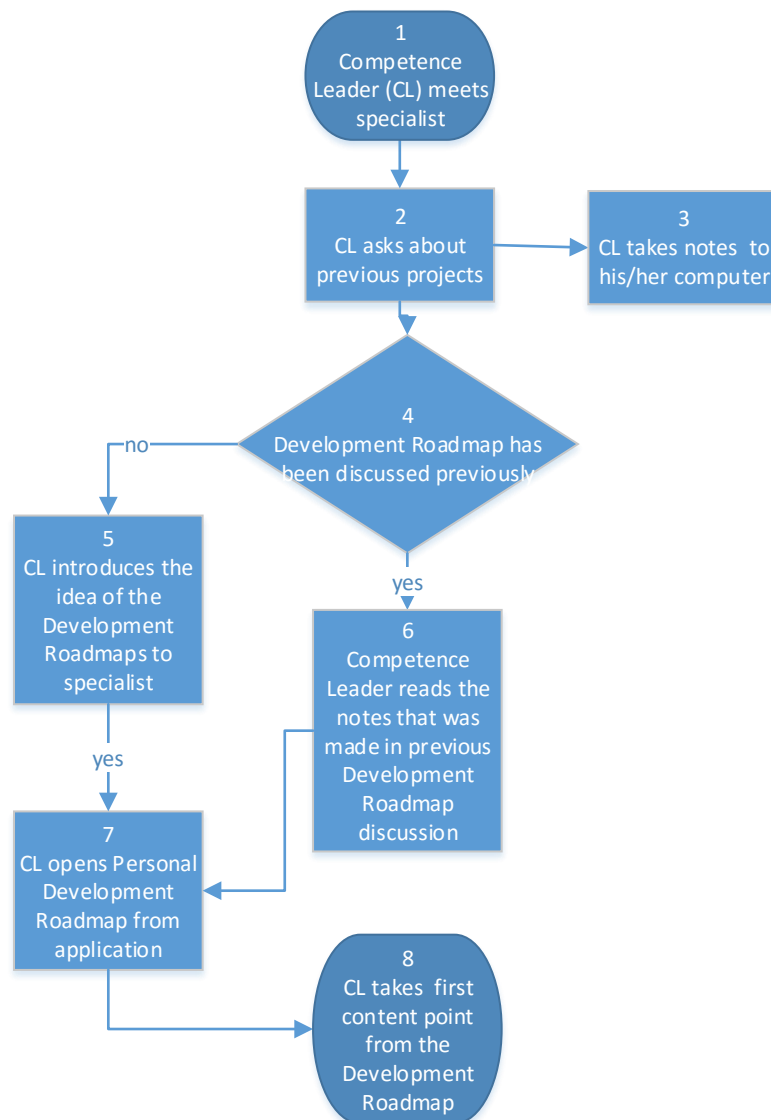 1
Competence
Leader (CL) meets
specialist
2
CL asks about
previous projects
3
CL takes notes to
his/her computer
4
Development Roadmap has
been discussed previously
no
yes
5
CL introduces the
idea of the
Development
Roadmaps to
specialist
6
Competence
Leader reads the
notes that was
made in previous
Development
Roadmap
discussion
yes
7
CL opens Personal
Development
Roadmap from
application
8
CL takes first
content point
from the
Development
Roadmap